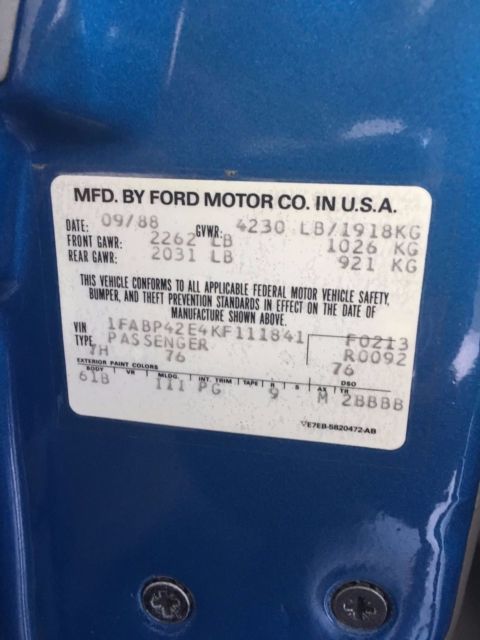 MFD. BY FORD MOTOR CO. IN U.S.A.
DATE: 09/88 GVWR: 4230 LB/1918KG
FRONT GAWR: 2262 LB 1026 KG
REAR GAWR: 2031 LB 921 KG
THIS VEHICLE CONFORMS TO ALL APPLICABLE FEDERAL MOTOR VEHICLE SAFETY,
BUMPER, AND THEFT PREVENTION STANDARDS IN EFFECT ON THE DATE OF
MANUFACTURE SHOWN ABOVE.
VIN 1FABP42E4KF111841 F0213
TYPE PASSENGER R0092
7H 76 76
EXTERIOR PAINT COLORS DSO
BODY VR MLDG. INT. TRIM TAPE R S AX TR
61B 111 PG 9 M 2BBBB
VE7EB-5820472-AB